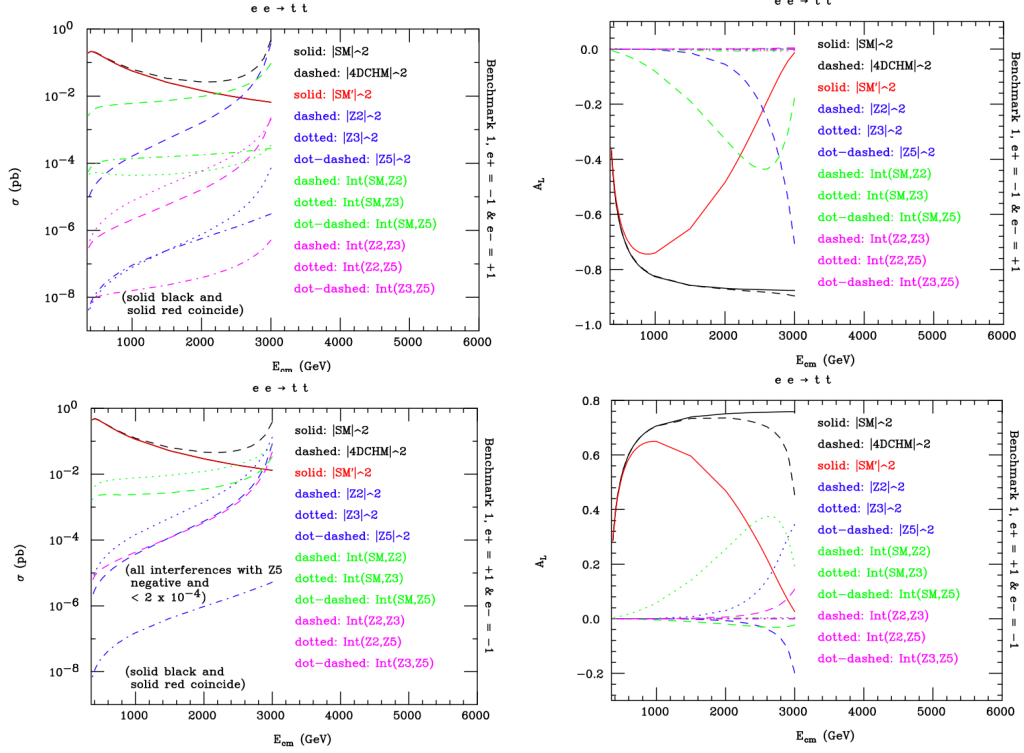 e e → t t
10^0
10^−2
10^−4
10^−6
10^−8
σ (pb)
solid: |SM|^2
dashed: |4DCHM|^2
solid: |SM'|^2
dashed: |Z2|^2
dotted: |Z3|^2
dot−dashed: |Z5|^2
dashed: Int(SM,Z2)
dotted: Int(SM,Z3)
dot−dashed: Int(SM,Z5)
dashed: Int(Z2,Z3)
dotted: Int(Z2,Z5)
dot−dashed: Int(Z3,Z5)
(solid black and
solid red coincide)
Benchmark 1, e+ = −1 & e− = +1
1000 2000 3000 4000 5000 6000
E_cm (GeV)
e e → t t
0.0
−0.2
−0.4
−0.6
−0.8
−1.0
A_L
solid: |SM|^2
dashed: |4DCHM|^2
solid: |SM'|^2
dashed: |Z2|^2
dotted: |Z3|^2
dot−dashed: |Z5|^2
dashed: Int(SM,Z2)
dotted: Int(SM,Z3)
dot−dashed: Int(SM,Z5)
dashed: Int(Z2,Z3)
dotted: Int(Z2,Z5)
dot−dashed: Int(Z3,Z5)
Benchmark 1, e+ = −1 & e− = +1
1000 2000 3000 4000 5000 6000
E_cm (GeV)
e e → t t
10^0
10^−2
10^−4
10^−6
10^−8
σ (pb)
solid: |SM|^2
dashed: |4DCHM|^2
solid: |SM'|^2
dashed: |Z2|^2
dotted: |Z3|^2
dot−dashed: |Z5|^2
dashed: Int(SM,Z2)
dotted: Int(SM,Z3)
dot−dashed: Int(SM,Z5)
dashed: Int(Z2,Z3)
dotted: Int(Z2,Z5)
dot−dashed: Int(Z3,Z5)
(all interferences with Z5
negative and
< 2 x 10^−4)
(solid black and
solid red coincide)
Benchmark 1, e+ = +1 & e− = −1
1000 2000 3000 4000 5000 6000
E_cm (GeV)
e e → t t
0.8
0.6
0.4
0.2
0.0
−0.2
A_L
solid: |SM|^2
dashed: |4DCHM|^2
solid: |SM'|^2
dashed: |Z2|^2
dotted: |Z3|^2
dot−dashed: |Z5|^2
dashed: Int(SM,Z2)
dotted: Int(SM,Z3)
dot−dashed: Int(SM,Z5)
dashed: Int(Z2,Z3)
dotted: Int(Z2,Z5)
dot−dashed: Int(Z3,Z5)
Benchmark 1, e+ = +1 & e− = −1
1000 2000 3000 4000 5000 6000
E_cm (GeV)